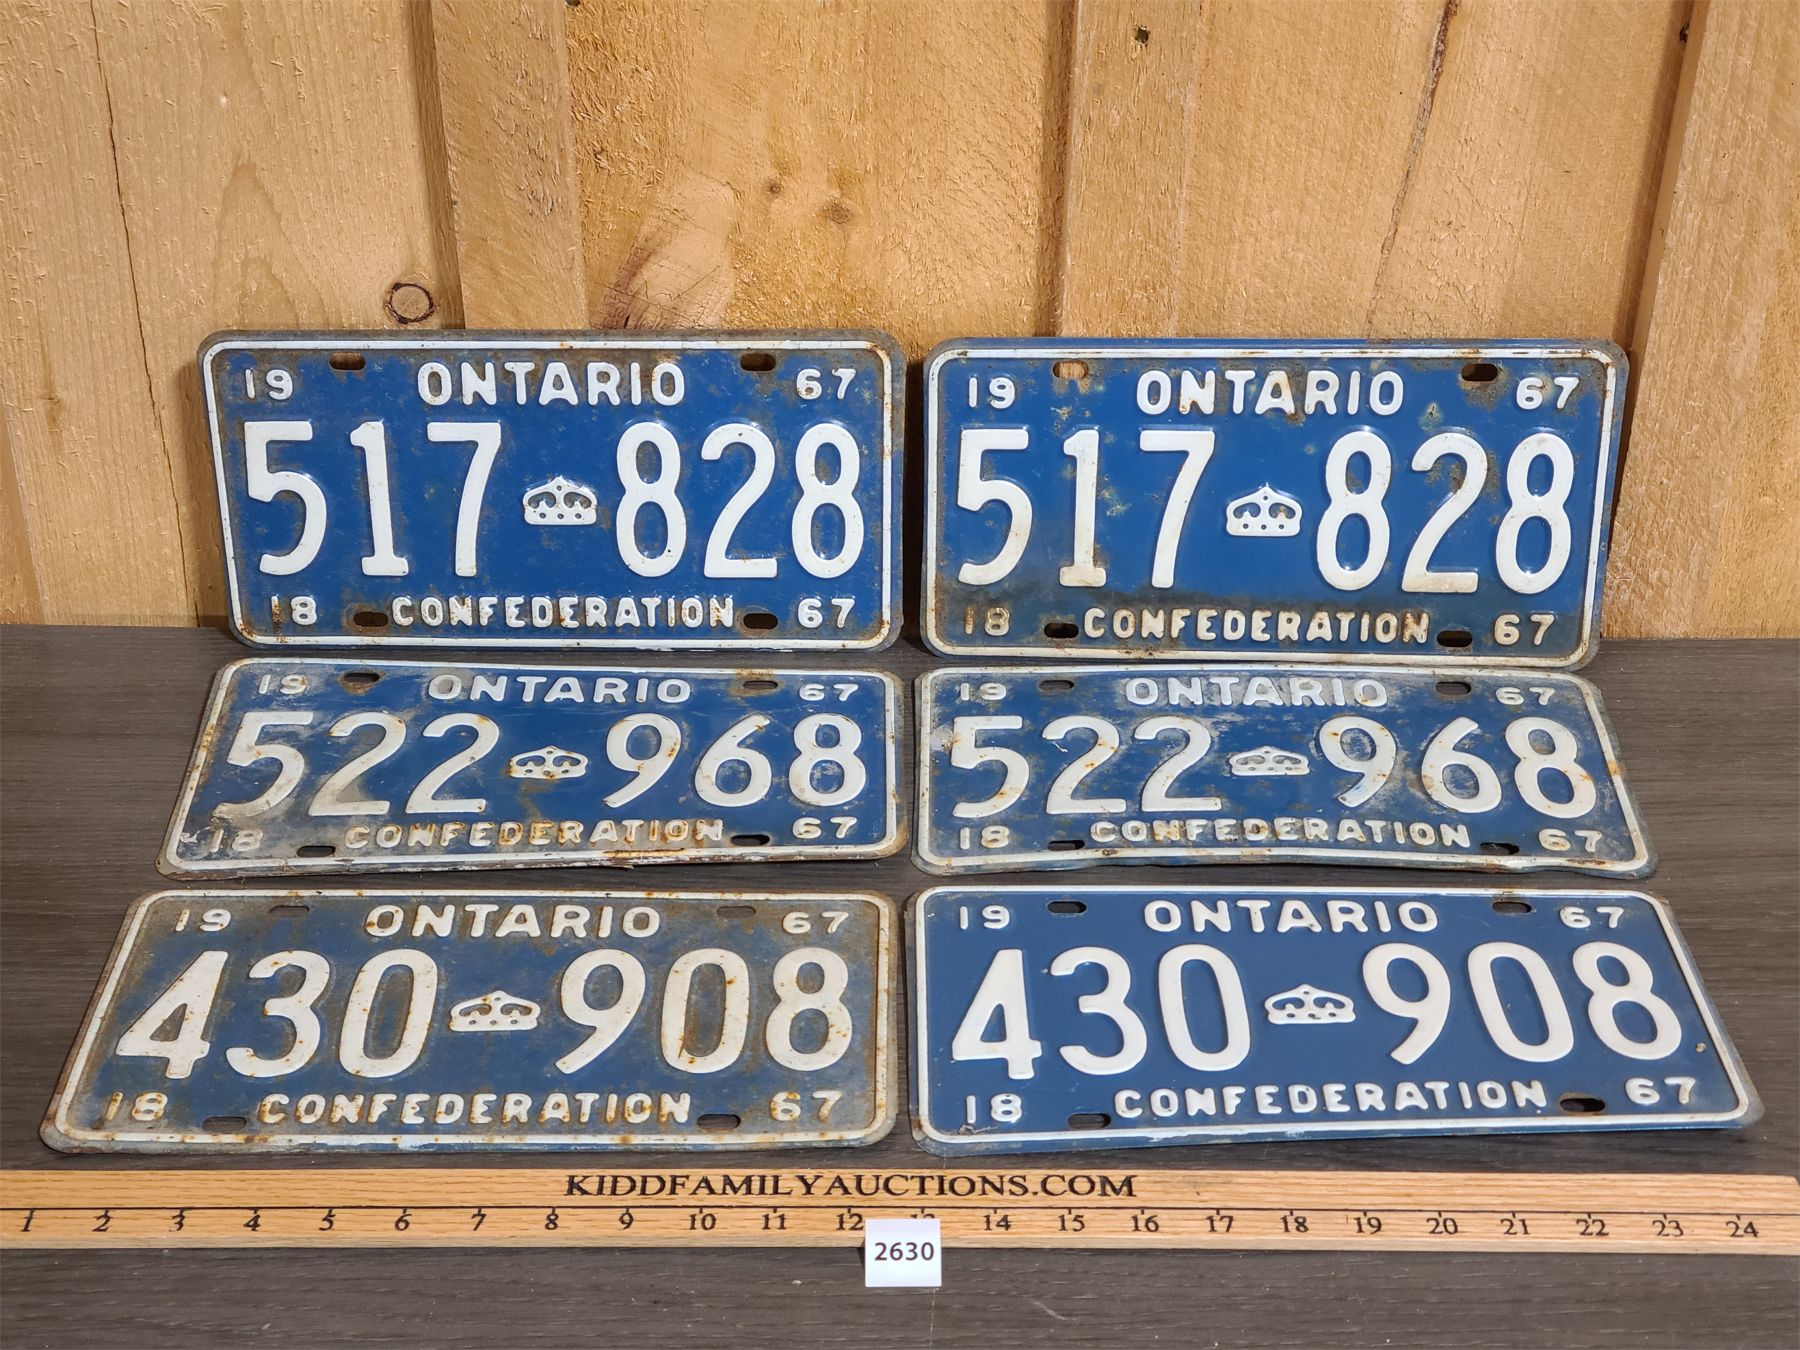 19 ONTARIO 67
517 828
18 CONFEDERATION 67
19 ONTARIO 67
517 828
18 CONFEDERATION 67
19 ONTARIO 67
522 968
18 CONFEDERATION 67
19 ONTARIO 67
522 968
18 CONFEDERATION 67
19 ONTARIO 67
430 908
18 CONFEDERATION 67
19 ONTARIO 67
430 908
18 CONFEDERATION 67
KIDDFAMILYAUCTIONS.COM
1 2 3 4 5 6 7 8 9 10 11 12 13 14 15 16 17 18 19 20 21 22 23 24
2630